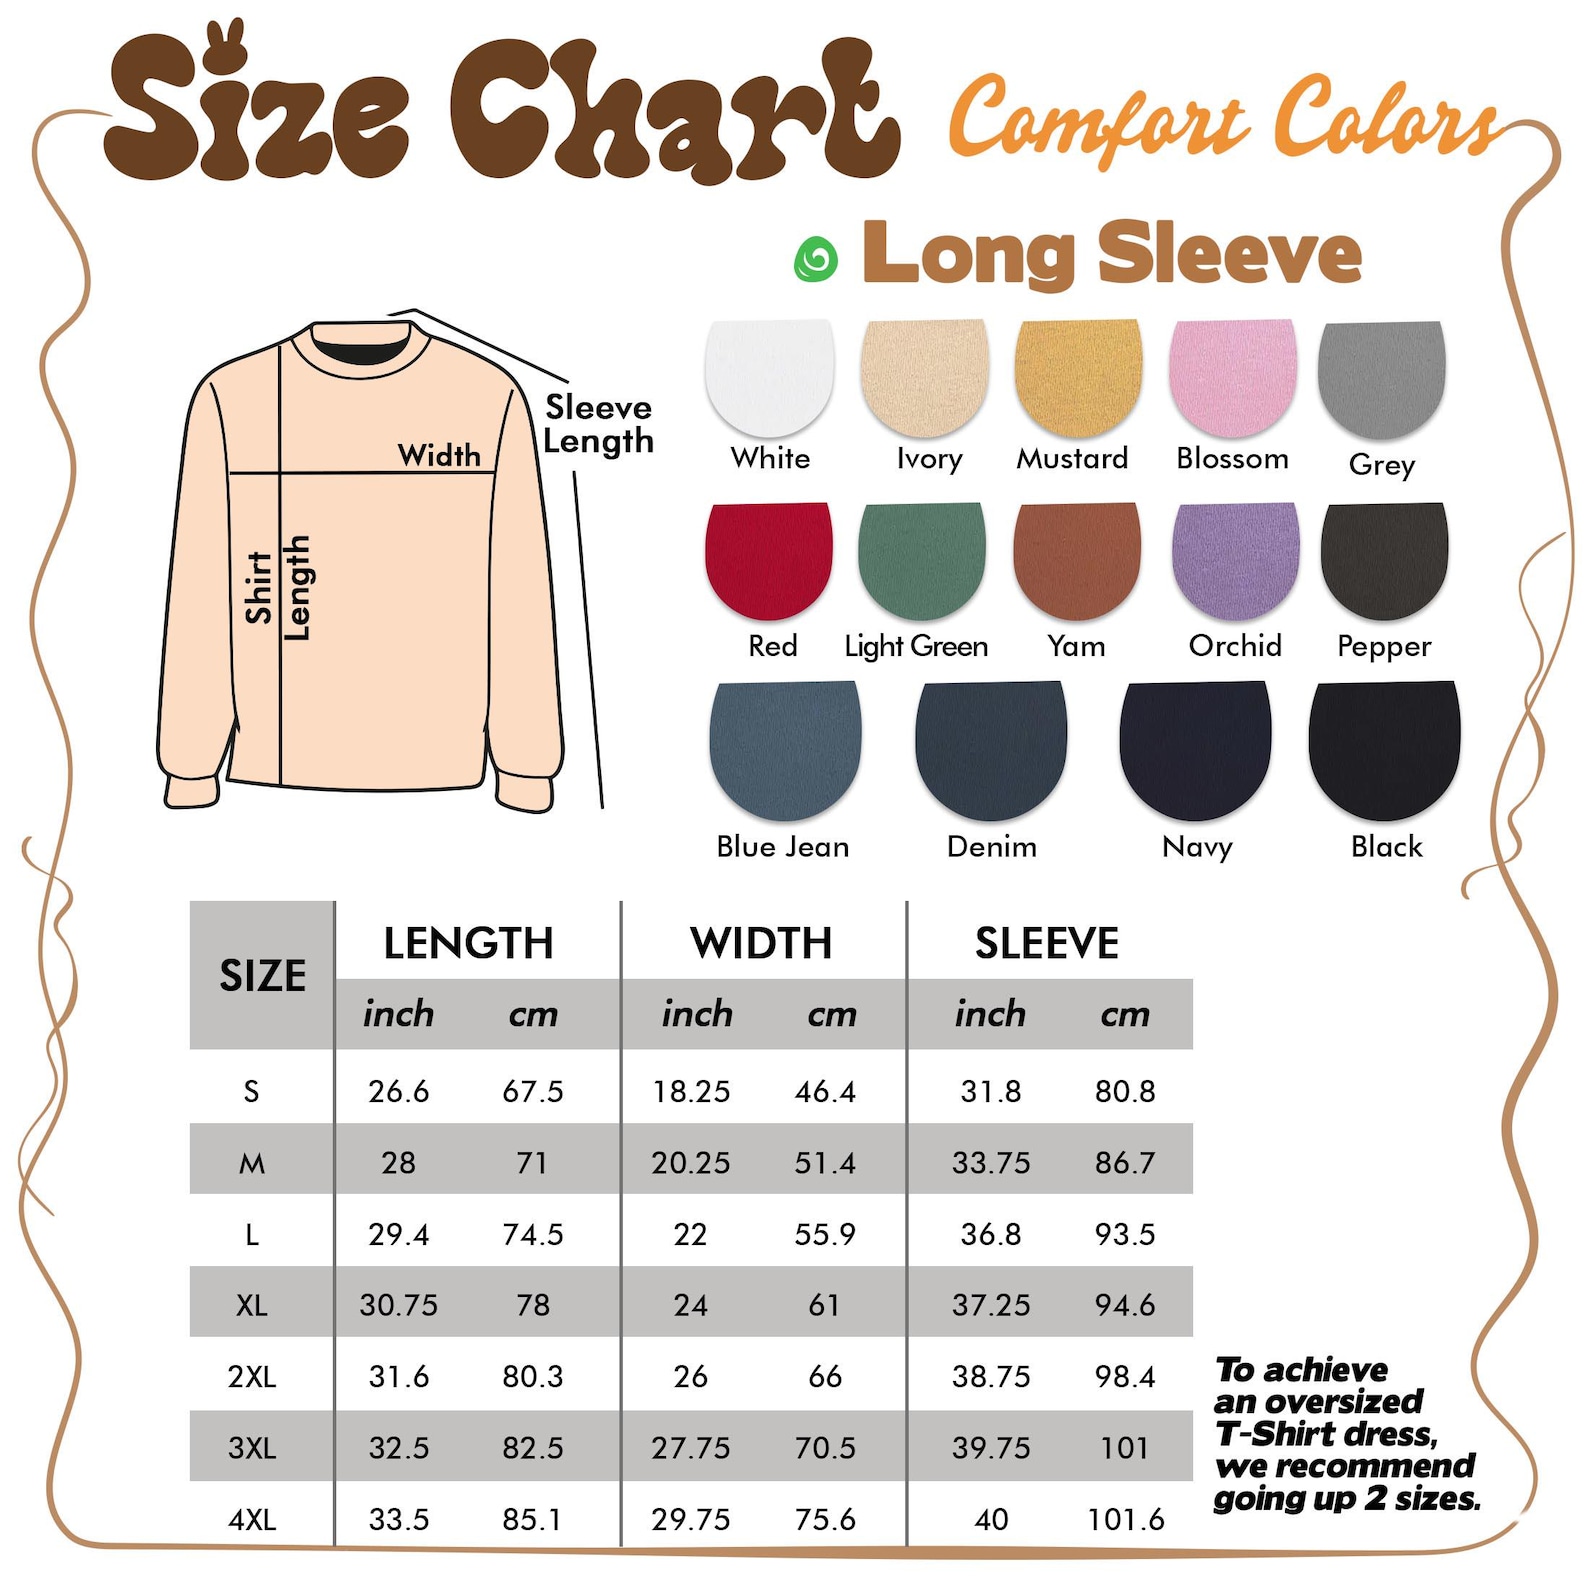 Size Chart Comfort Colors
Long Sleeve
Sleeve
Length
Width
Shirt
Length
White Ivory Mustard Blossom Grey
Red Light Green Yam Orchid Pepper
Blue Jean Denim Navy Black
SIZE LENGTH WIDTH SLEEVE
inch cm inch cm inch cm
S 26.6 67.5 18.25 46.4 31.8 80.8
M 28 71 20.25 51.4 33.75 86.7
L 29.4 74.5 22 55.9 36.8 93.5
XL 30.75 78 24 61 37.25 94.6
2XL 31.6 80.3 26 66 38.75 98.4
3XL 32.5 82.5 27.75 70.5 39.75 101
4XL 33.5 85.1 29.75 75.6 40 101.6
To achieve
an oversized
T-Shirt dress,
we recommend
going up 2 sizes.